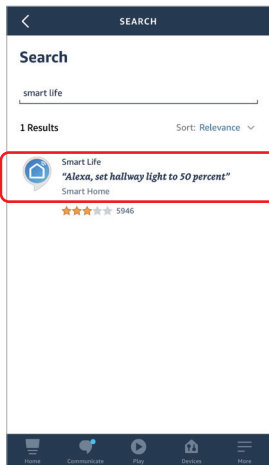 SEARCH
Search
smart life
1 Results Sort: Relevance
Smart Life
"Alexa, set hallway light to 50 percent"
Smart Home
5946
Home Communicate Play Devices More